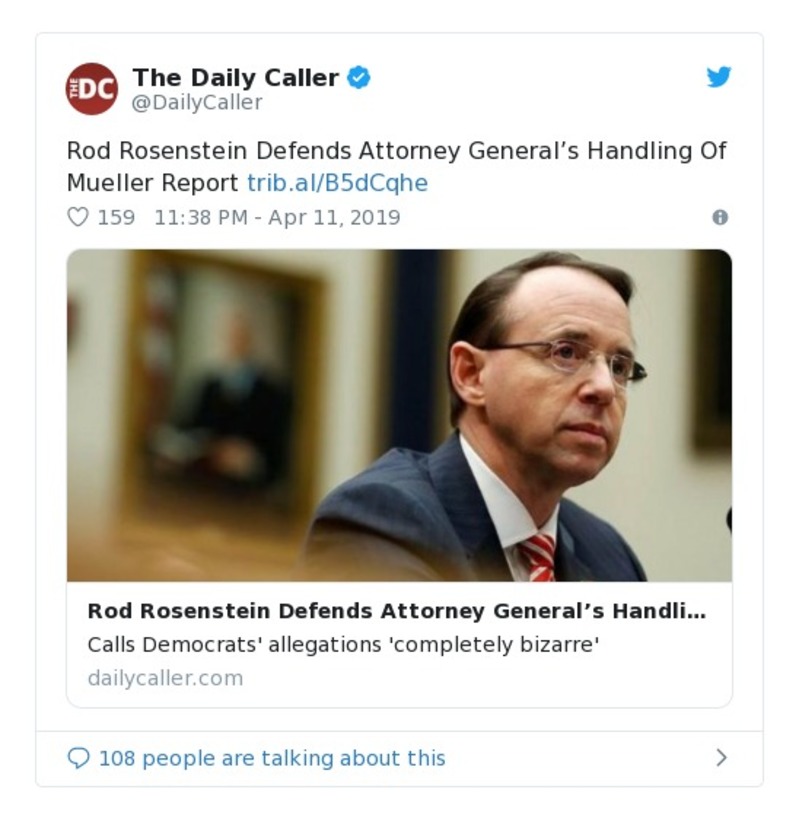 THE DC
The Daily Caller
@DailyCaller
Rod Rosenstein Defends Attorney General’s Handling Of
Mueller Report trib.al/B5dCqhe
159 11:38 PM - Apr 11, 2019
Rod Rosenstein Defends Attorney General’s Handli...
Calls Democrats' allegations 'completely bizarre'
dailycaller.com
108 people are talking about this